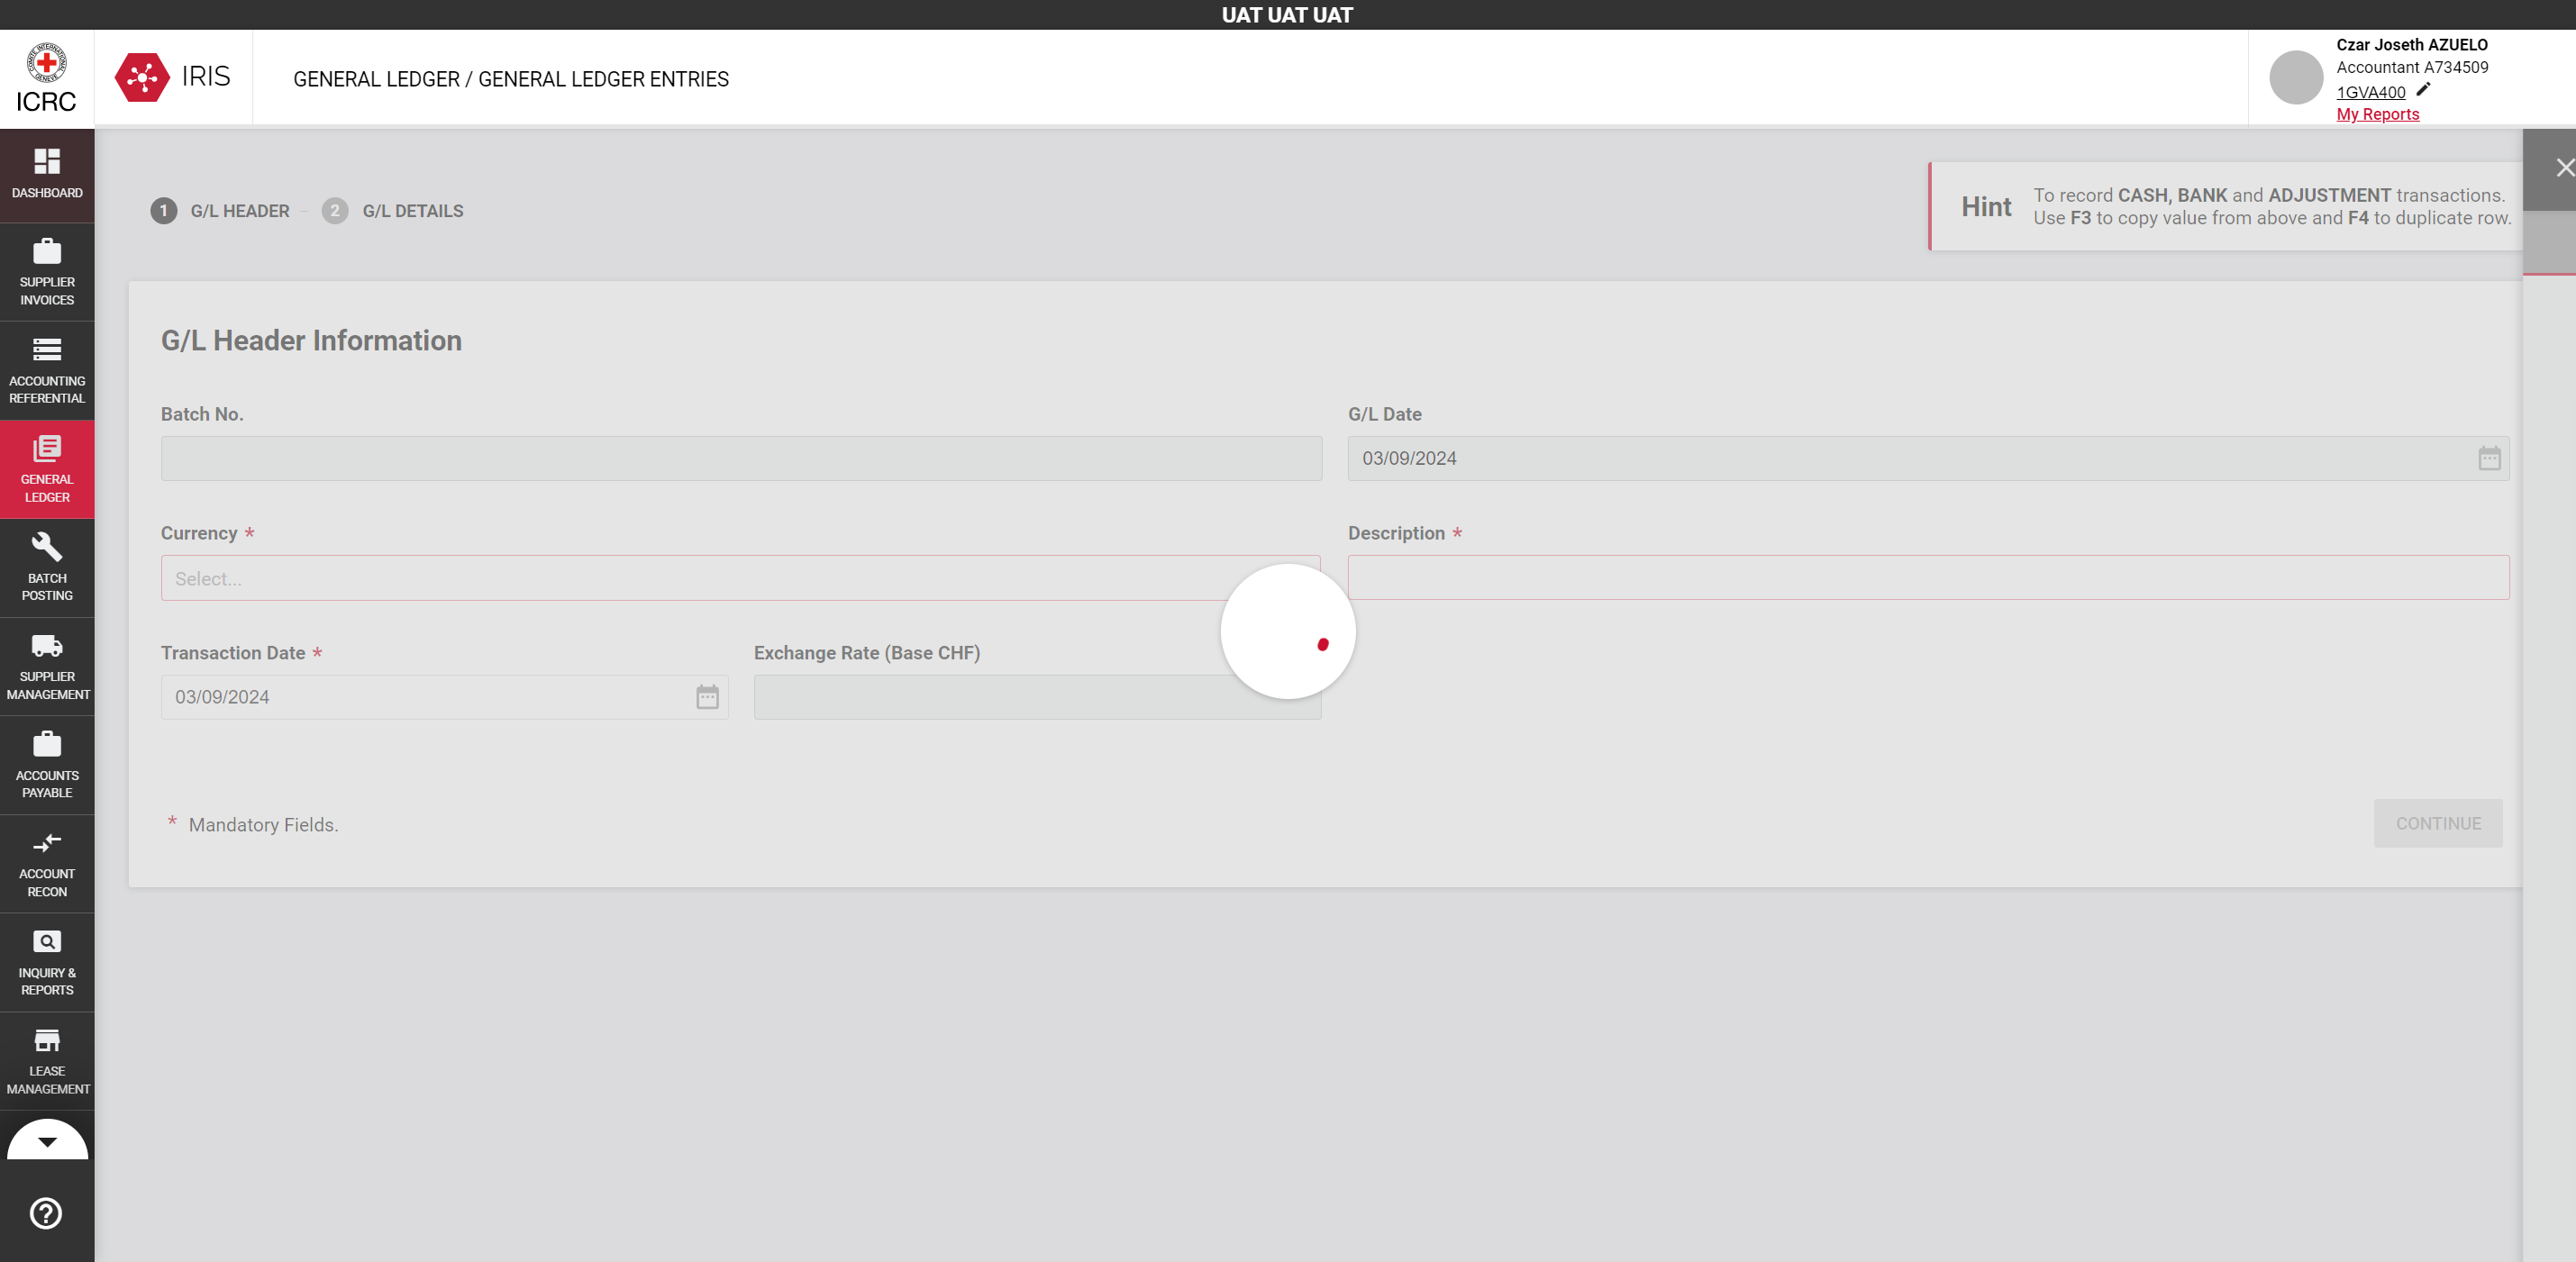 UAT UAT UAT
ICRC
IRIS
GENERAL LEDGER / GENERAL LEDGER ENTRIES
Czar Joseth AZUELO
Accountant A734509
1GVA400
My Reports
DASHBOARD
SUPPLIER
INVOICES
ACCOUNTING
REFERENTIAL
GENERAL
LEDGER
BATCH
POSTING
SUPPLIER
MANAGEMENT
ACCOUNTS
PAYABLE
ACCOUNT
RECON
INQUIRY &
REPORTS
LEASE
MANAGEMENT
1 G/L HEADER – 2 G/L DETAILS
Hint
To record CASH, BANK and ADJUSTMENT transactions.
Use F3 to copy value from above and F4 to duplicate row.
G/L Header Information
Batch No.
G/L Date
03/09/2024
Currency *
Select...
Description *
Transaction Date *
03/09/2024
Exchange Rate (Base CHF)
* Mandatory Fields.
CONTINUE